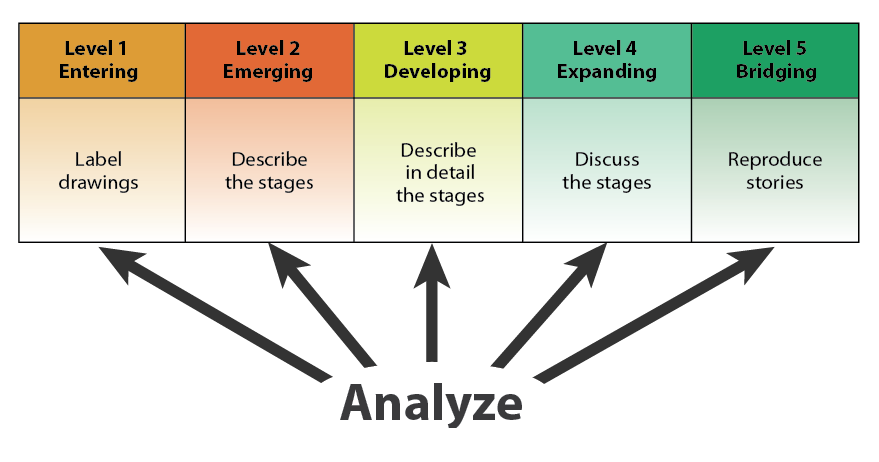 Level 1
Entering
Level 2
Emerging
Level 3
Developing
Level 4
Expanding
Level 5
Bridging
Label
drawings
Describe
the stages
Describe
in detail
the stages
Discuss
the stages
Reproduce
stories
Analyze